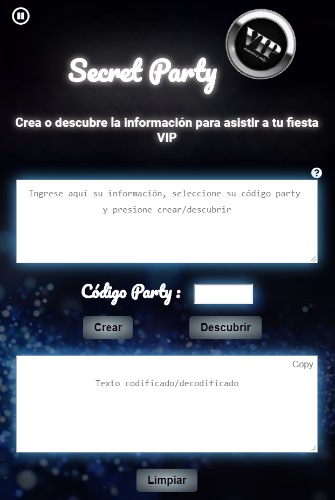 VIP
Secret Party
Crea o descubre la información para asistir a tu fiesta
VIP
?
Ingrese aquí su información, seleccione su código party
y presione crear/descubrir
Código Party :
Crear
Descubrir
Copy
Texto codificado/decodificado
Limpiar